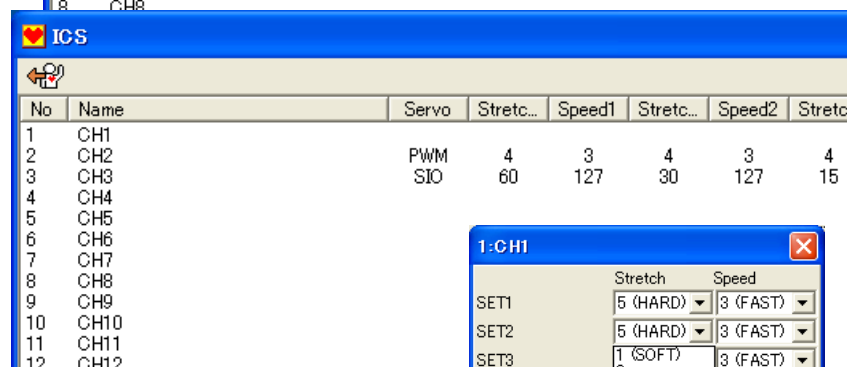 8 CH8
ICS
No Name Servo Stretc... Speed1 Stretc... Speed2 Stretc
1 CH1
2 CH2 PWM 4 3 4 3 4
3 CH3 SIO 60 127 30 127 15
4 CH4
5 CH5
6 CH6
7 CH7
8 CH8
9 CH9
10 CH10
11 CH11
12 CH12
1:CH1
Stretch Speed
SET1 5 (HARD) 3 (FAST)
SET2 5 (HARD) 3 (FAST)
SET3 1 (SOFT) 3 (FAST)